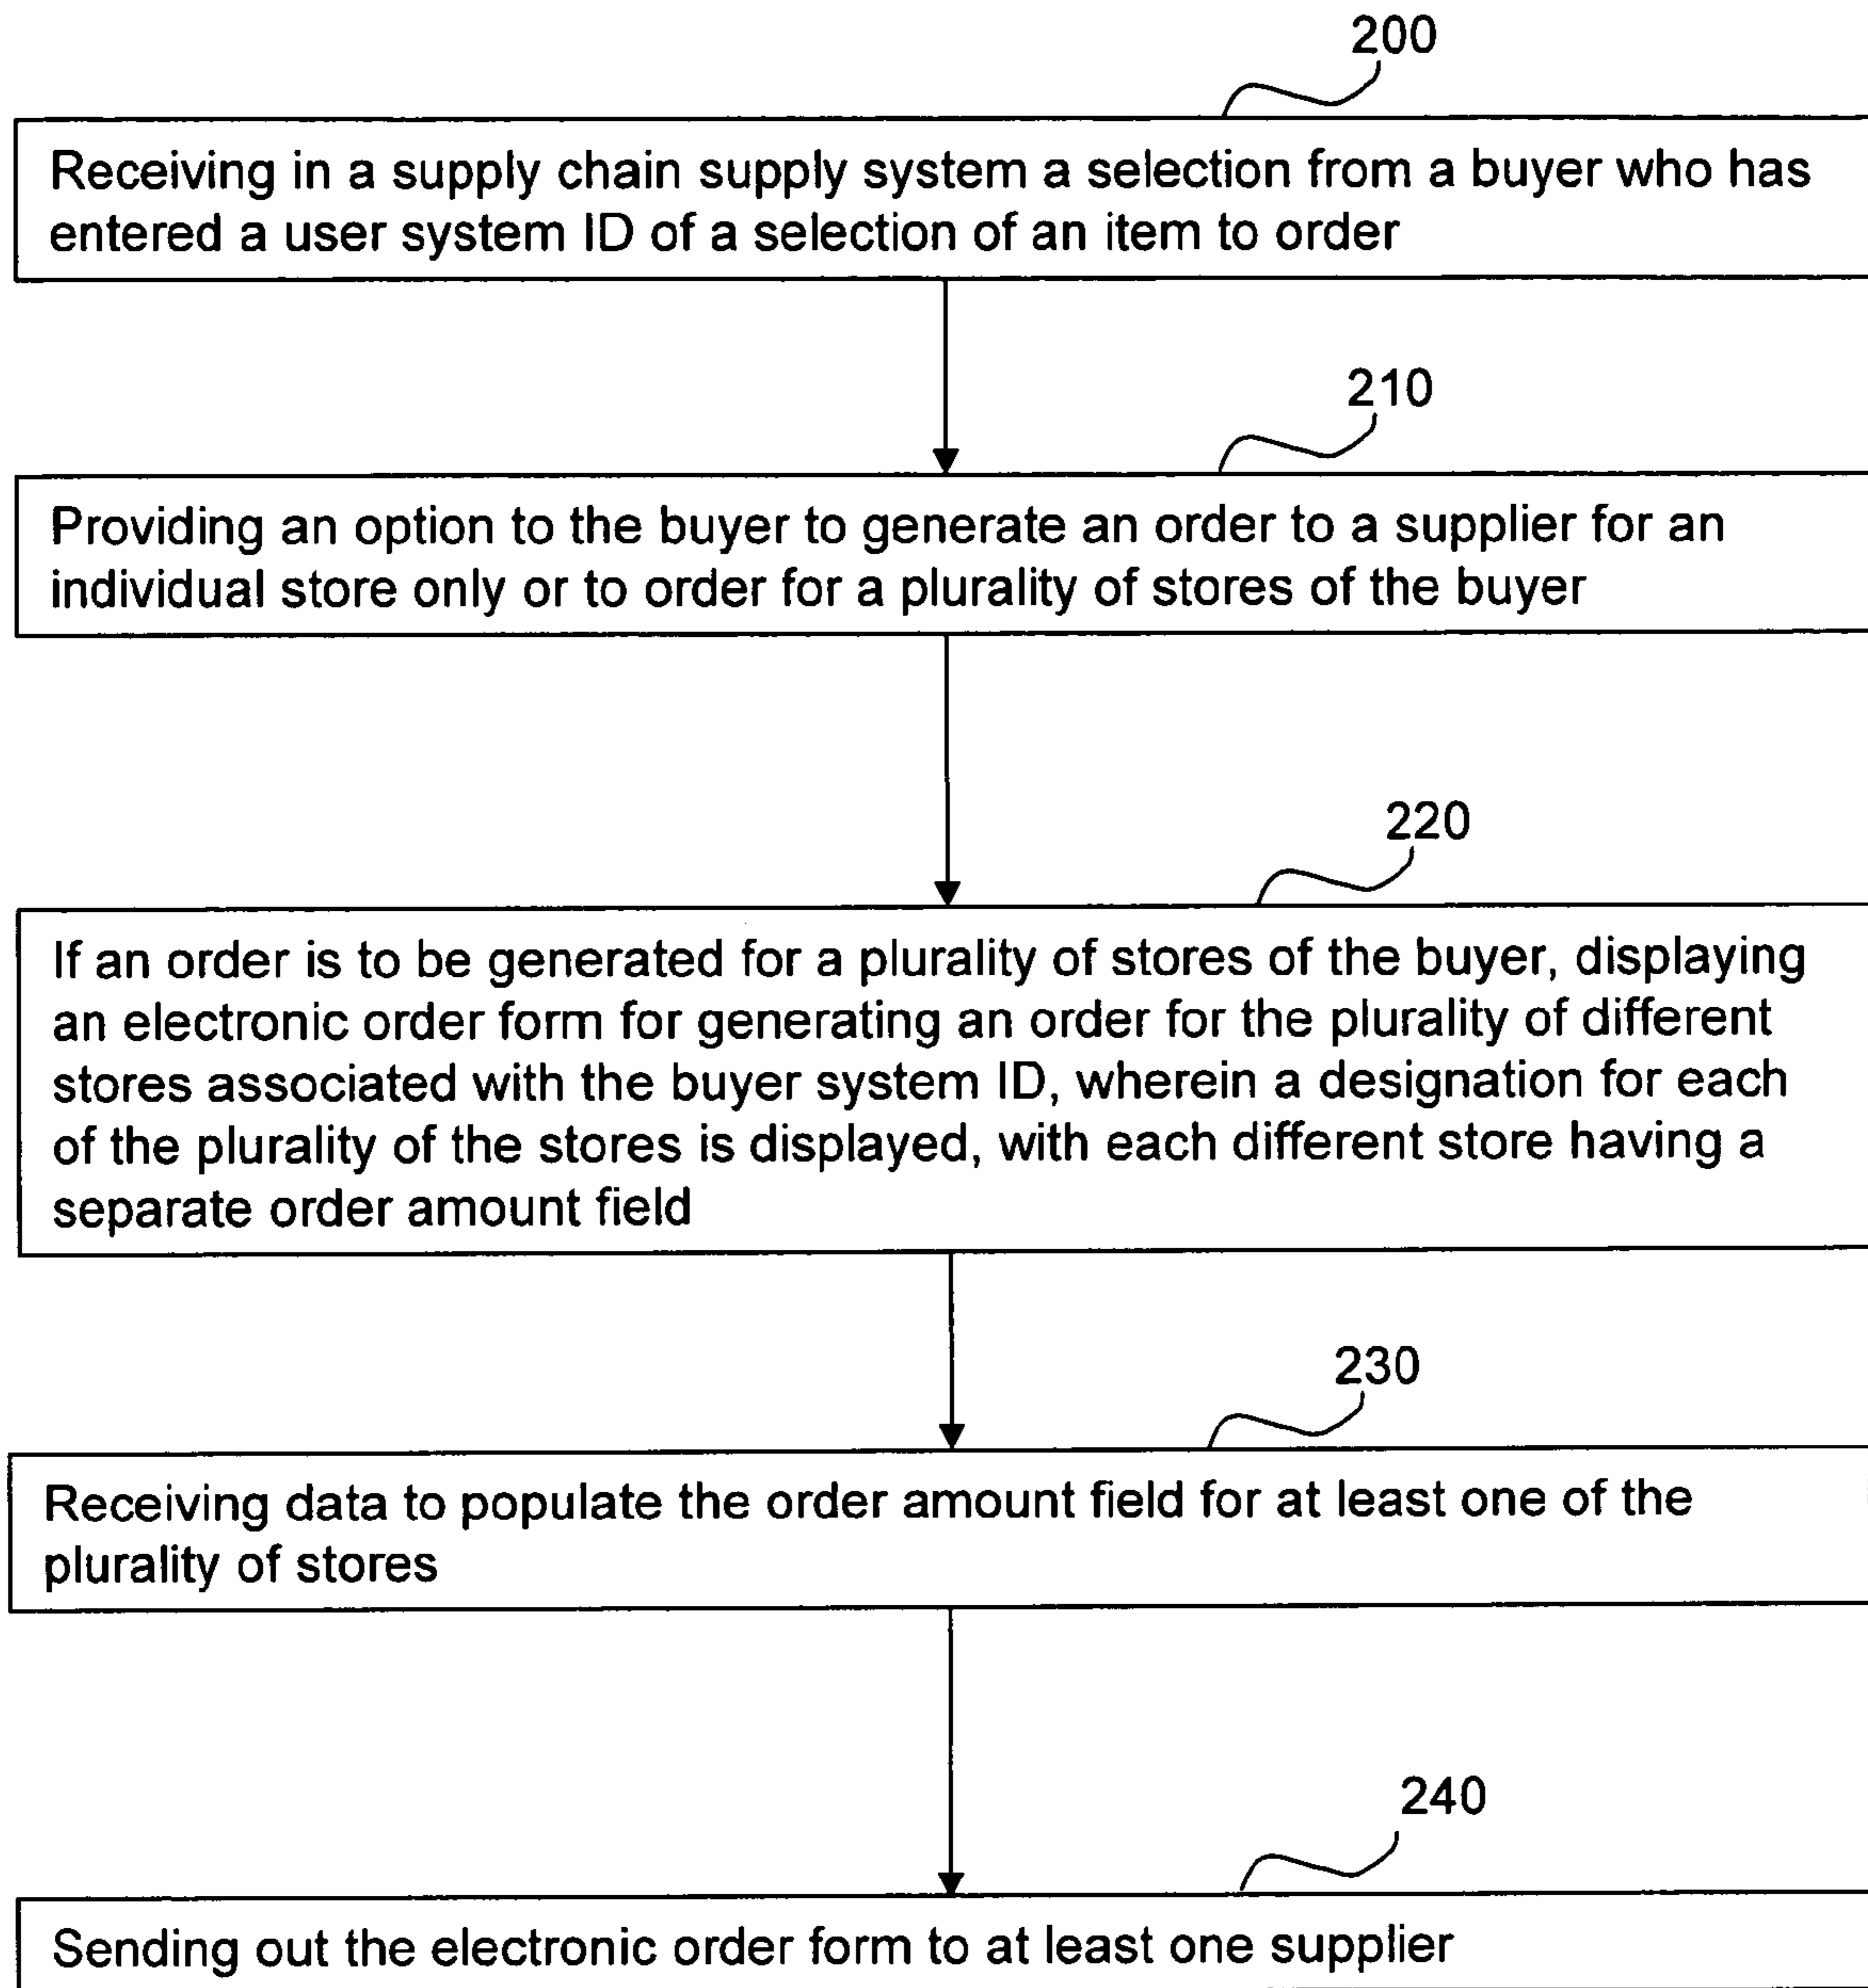 200
Receiving in a supply chain supply system a selection from a buyer who has
entered a user system ID of a selection of an item to order
210
Providing an option to the buyer to generate an order to a supplier for an
individual store only or to order for a plurality of stores of the buyer
220
If an order is to be generated for a plurality of stores of the buyer, displaying
an electronic order form for generating an order for the plurality of different
stores associated with the buyer system ID, wherein a designation for each
of the plurality of the stores is displayed, with each different store having a
separate order amount field
230
Receiving data to populate the order amount field for at least one of the
plurality of stores
240
Sending out the electronic order form to at least one supplier